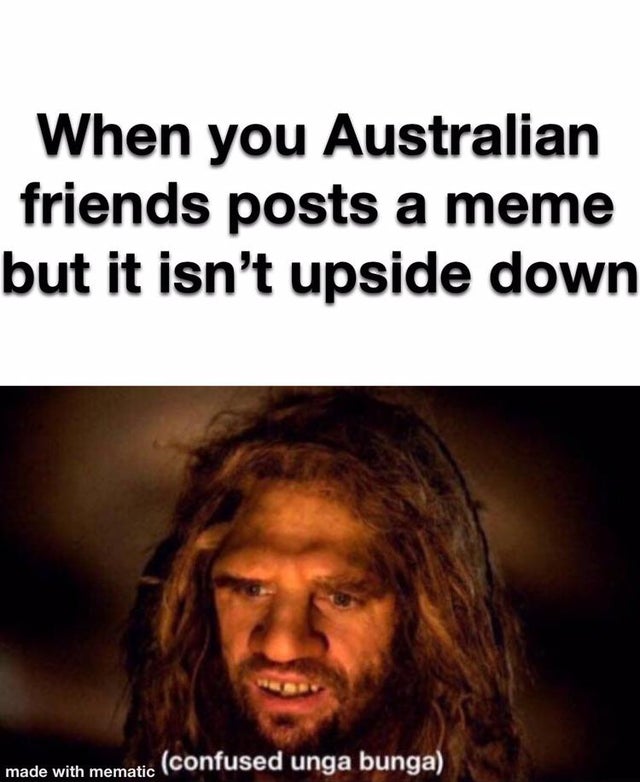 When you Australian
friends posts a meme
but it isn’t upside down
(confused unga bunga)
made with mematic